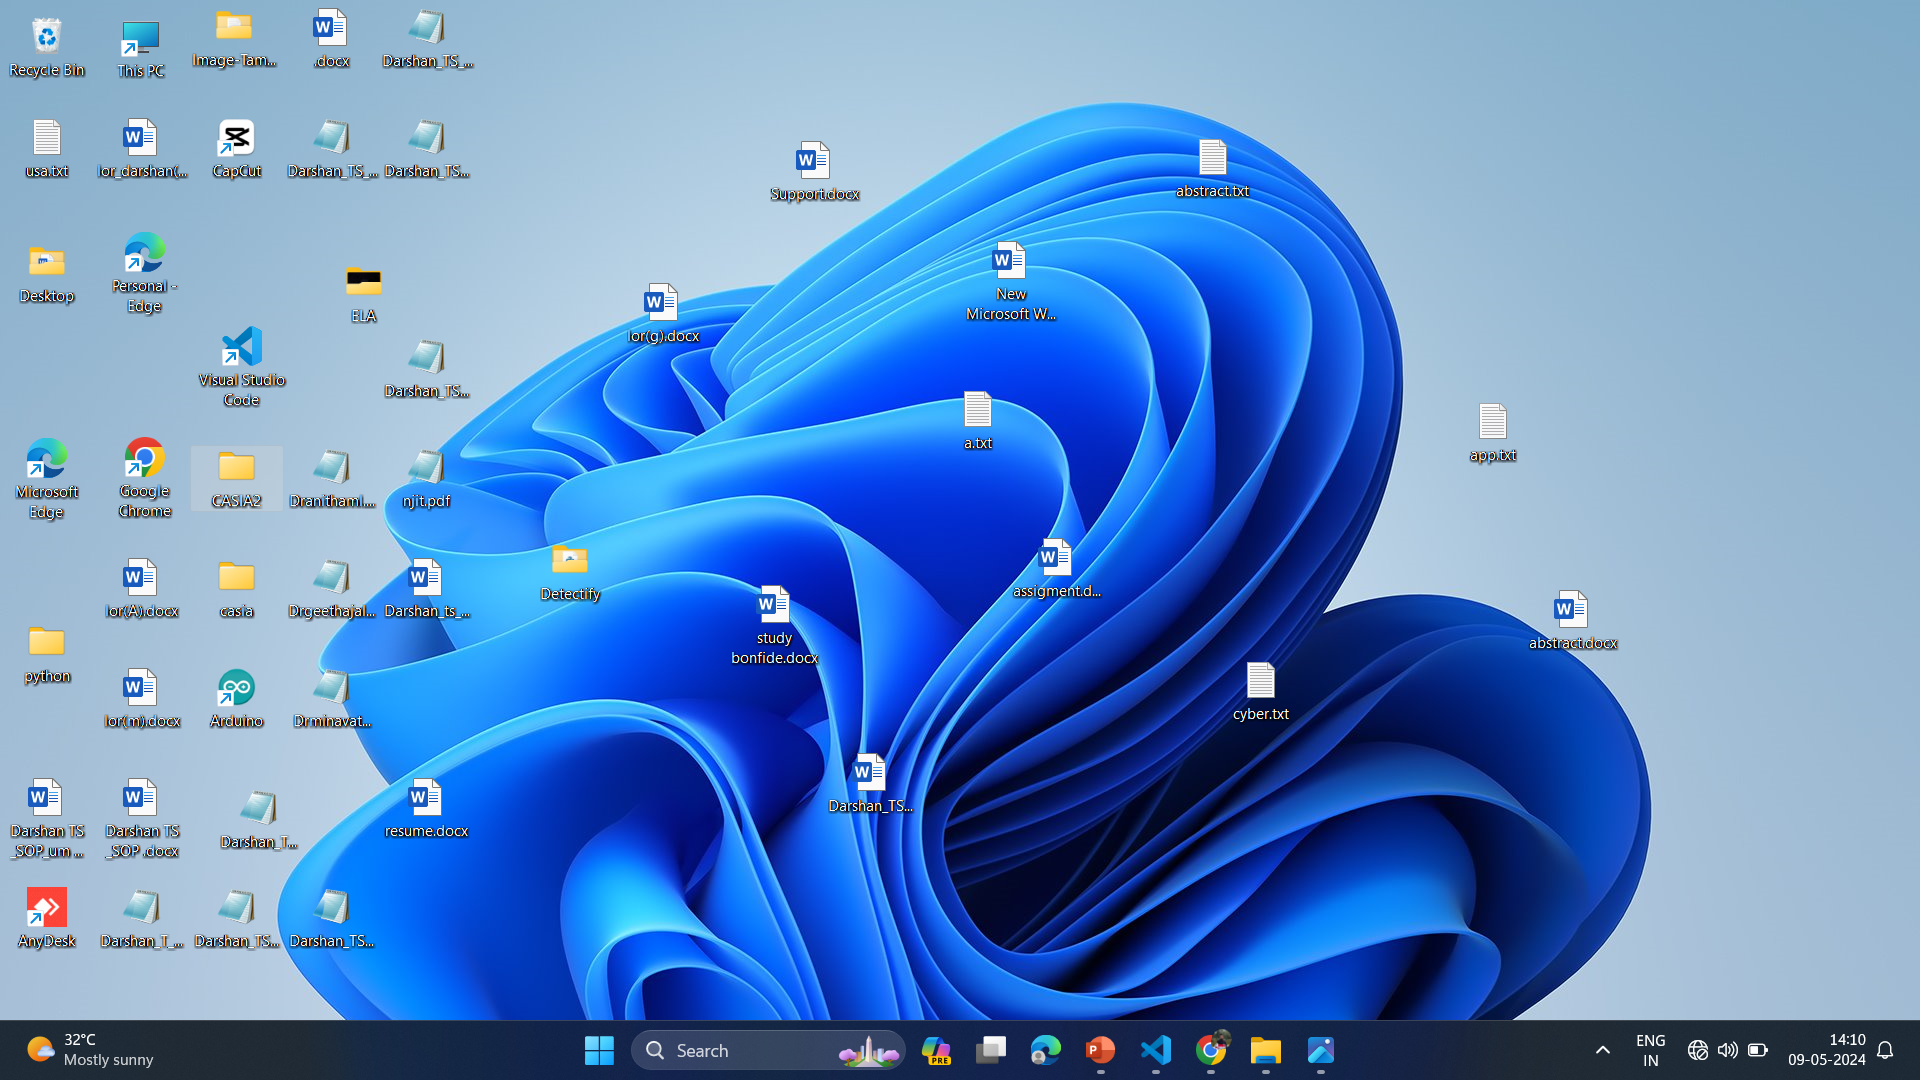 Recycle Bin
This PC
Image-Tam...
.docx
Darshan_TS_...
usa.txt
lor_darshan(...
CapCut
Darshan_TS_...
Darshan_TS...
Support.docx
abstract.txt
Desktop
Personal -
Edge
ELA
lor(g).docx
New
Microsoft W...
Visual Studio
Code
Darshan_TS...
a.txt
app.txt
Microsoft
Edge
Google
Chrome
CASIA2
Dranithaml....
njit.pdf
lor(A).docx
casia
Drgeethajal...
Darshan_ts_...
Detectify
assigment.d...
study
bonfide.docx
abstract.docx
python
lor(m).docx
Arduino
Drminavat...
cyber.txt
Darshan TS
_SOP_um ...
Darshan TS
_SOP .docx
Darshan_T...
resume.docx
Darshan_TS...
AnyDesk
Darshan_T_...
Darshan_TS...
Darshan_TS...
32°C
Mostly sunny
Search
PRE
ENG
IN
14:10
09-05-2024